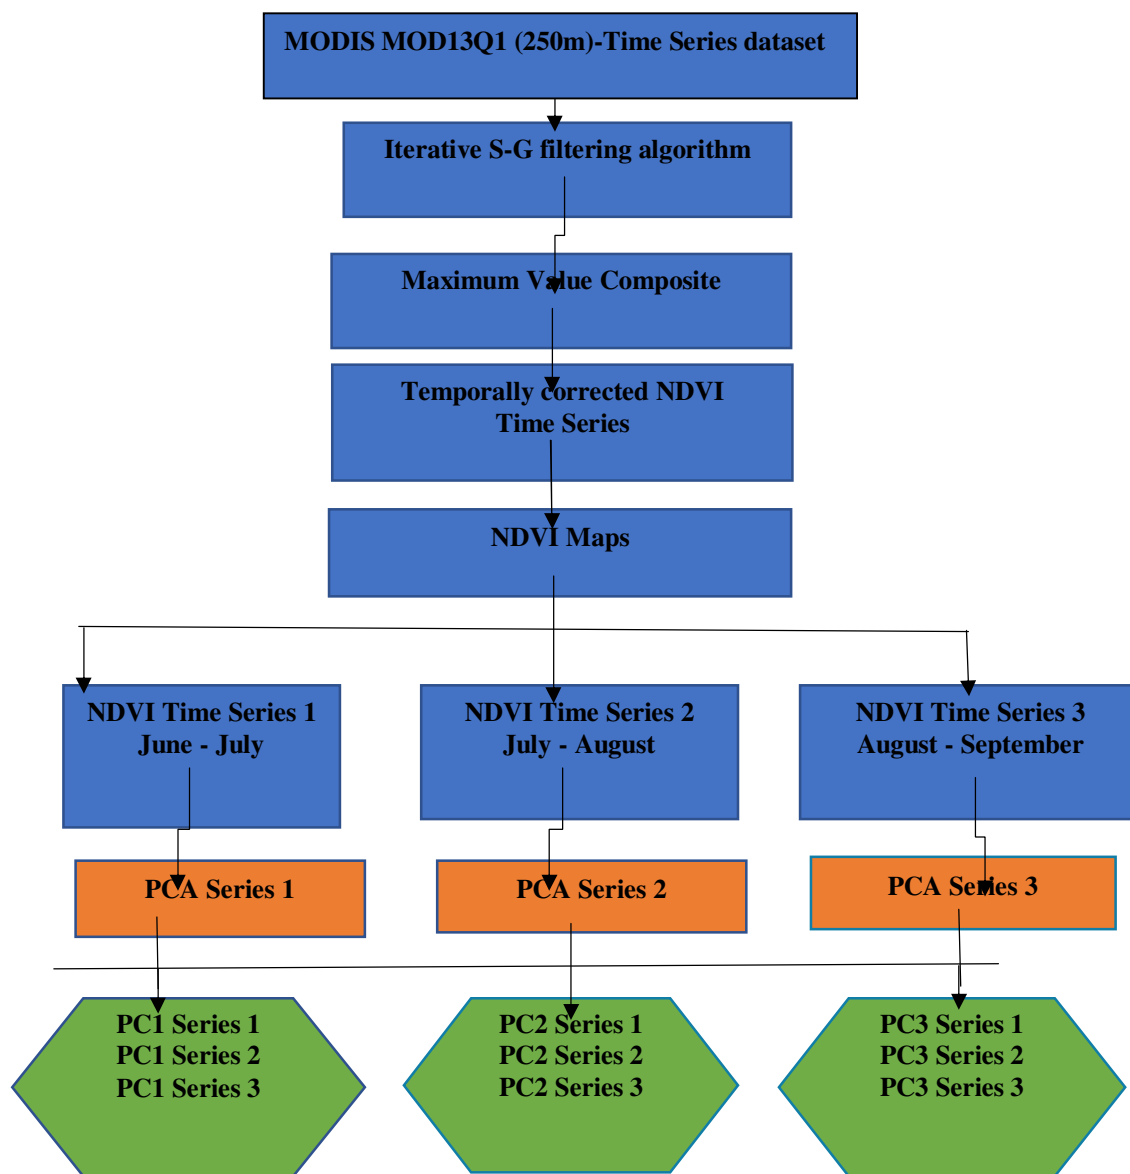 MODIS MOD13Q1 (250m)-Time Series dataset
Iterative S-G filtering algorithm
Maximum Value Composite
Temporally corrected NDVI
Time Series
NDVI Maps
NDVI Time Series 1
June - July
NDVI Time Series 2
July - August
NDVI Time Series 3
August - September
PCA Series 1
PCA Series 2
PCA Series 3
PC1 Series 1
PC1 Series 2
PC1 Series 3
PC2 Series 1
PC2 Series 2
PC2 Series 3
PC3 Series 1
PC3 Series 2
PC3 Series 3